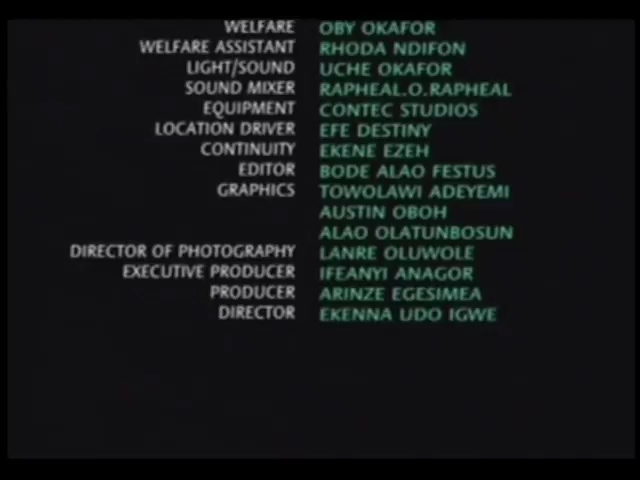 WELFARE OBY OKAFOR
WELFARE ASSISTANT RHODA NDIFON
LIGHT/SOUND UCHE OKAFOR
SOUND MIXER RAPHEAL.O.RAPHEAL
EQUIPMENT CONTEC STUDIOS
LOCATION DRIVER EFE DESTINY
CONTINUITY EKENE EZEH
EDITOR BODE ALAO FESTUS
GRAPHICS TOWOLAWI ADEYEMI
AUSTIN OBOH
ALAO OLATUNBOSUN
DIRECTOR OF PHOTOGRAPHY LANRE OLUWOLE
EXECUTIVE PRODUCER IFEANYI ANAGOR
PRODUCER ARINZE EGESIMEA
DIRECTOR EKENNA UDO IGWE